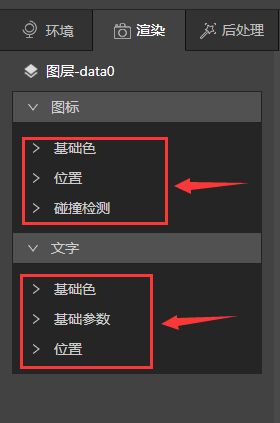 环境 渲染 后处理
图层-data0
图标
基础色
位置
碰撞检测
文字
基础色
基础参数
位置